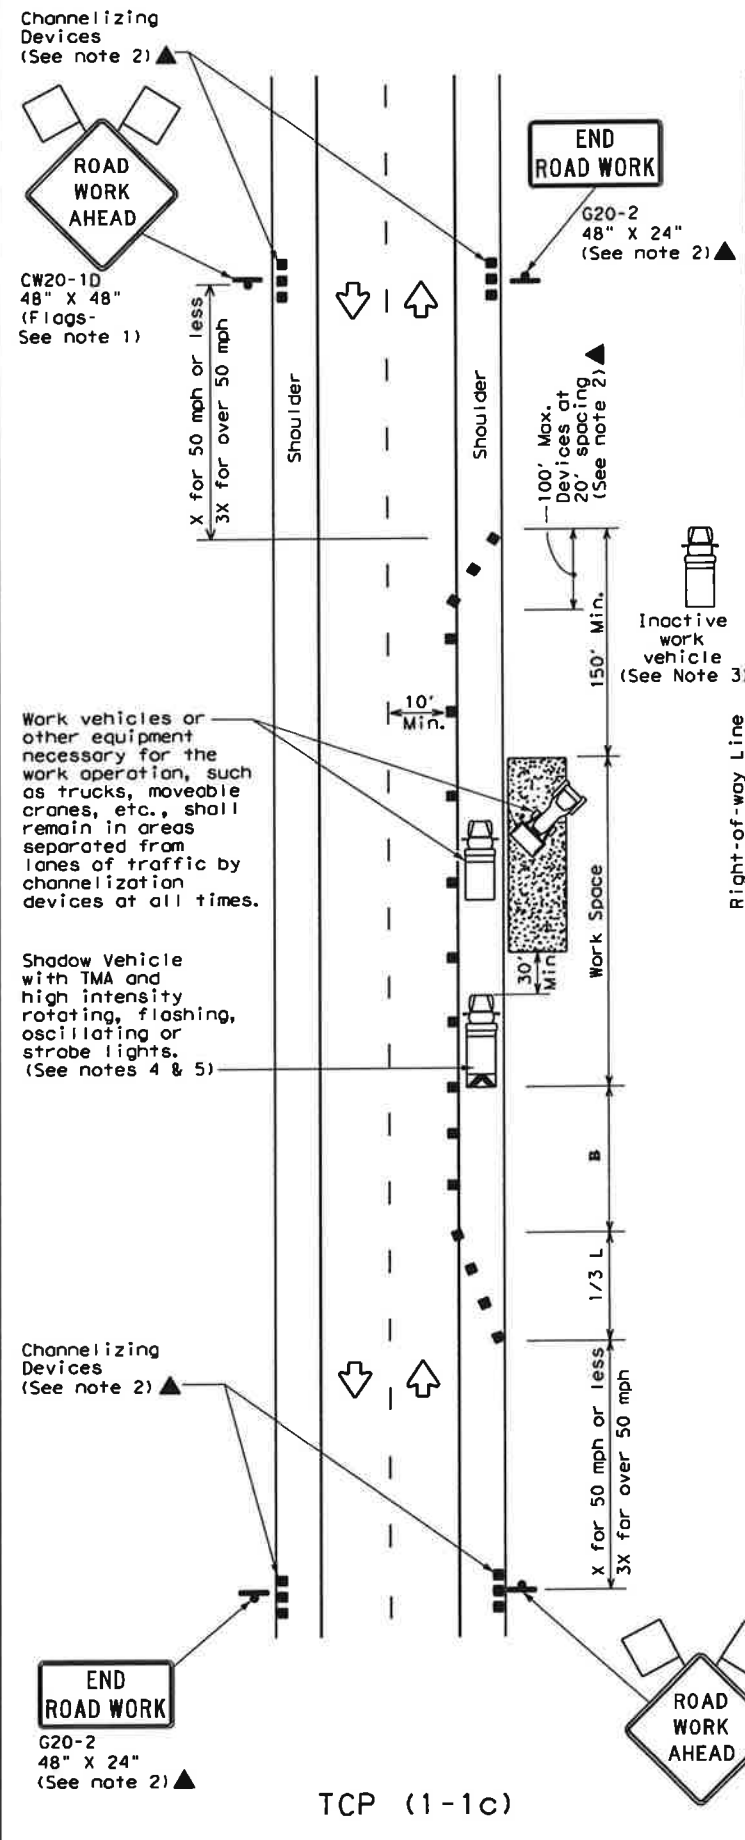 Channelizing
Devices
(See note 2)
ROAD
WORK
AHEAD
CW20-1D
48" X 48"
(Flags-
See note 1)
END
ROAD WORK
G20-2
48" X 24"
(See note 2)
X for 50 mph or less
3X for over 50 mph
Shoulder
Shoulder
100' Max.
Devices at
20' spacing
(See note 2)
150' Min.
Inactive
work
vehicle
(See Note 3)
Right-of-way Line
10'
Min.
Work vehicles or
other equipment
necessary for the
work operation, such
as trucks, moveable
cranes, etc., shall
remain in areas
separated from
lanes of traffic by
channelization
devices at all times.
Work Space
30'
Min
Shadow Vehicle
with TMA and
high intensity
rotating, flashing,
oscillating or
strobe lights.
(See notes 4 & 5)
B
1/3 L
Channelizing
Devices
(See note 2)
X for 50 mph or less
3X for over 50 mph
END
ROAD WORK
G20-2
48" X 24"
(See note 2)
ROAD
WORK
AHEAD
TCP (1-1c)